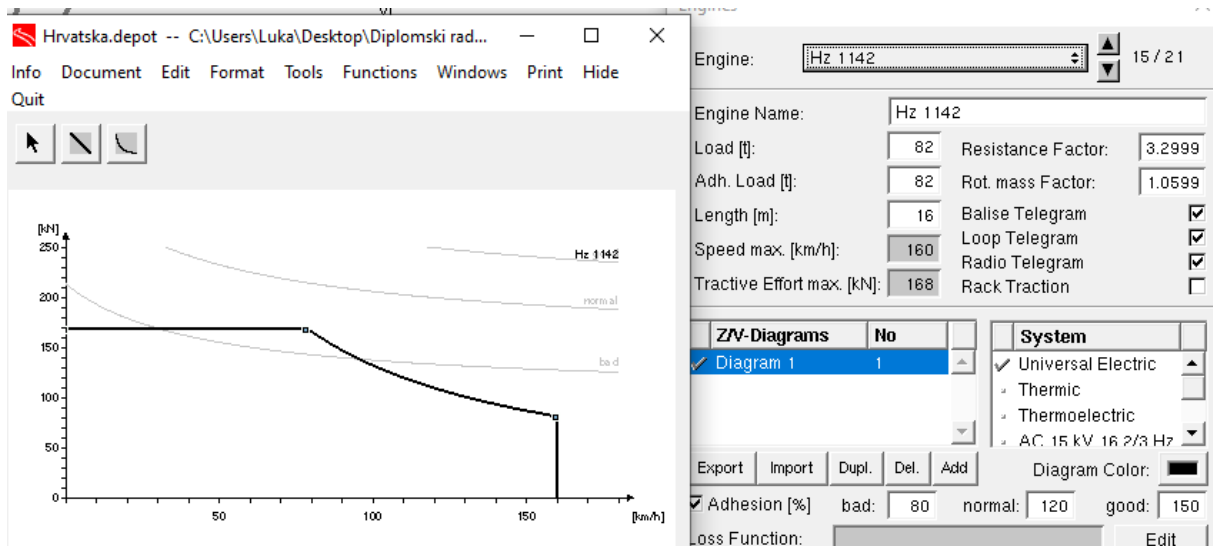 Hrvatska.depot -- C:\Users\Luka\Desktop\Diplomski rad...
Info Document Edit Format Tools Functions Windows Print Hide
Quit
[kN]
250
200
150
100
50
0
50 100 150 [km/h]
Hz 1142
normal
bad
Engines
Engine: Hz 1142 15 / 21
Engine Name: Hz 1142
Load [t]: 82 Resistance Factor: 3.2999
Adh. Load [t]: 82 Rot. mass Factor: 1.0599
Length [m]: 16 Balise Telegram
Loop Telegram
Speed max. [km/h]: 160
Radio Telegram
Tractive Effort max. [kN]: 168 Rack Traction
Z/V-Diagrams No
Diagram 1 1
System
Universal Electric
Thermic
Thermoelectric
AC 15 kV 16 2/3 Hz
Export Import Dupl. Del. Add Diagram Color:
Adhesion [%] bad: 80 normal: 120 good: 150
Loss Function: Edit